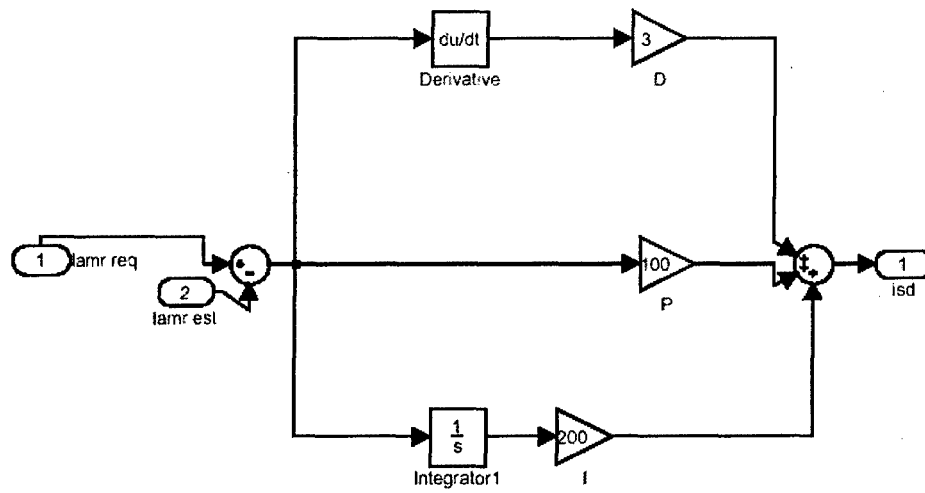 du/dt
3
Derivative
D
1
lamr req
2
lamr est
100
P
1
isd
1
s
200
Integrator1
I